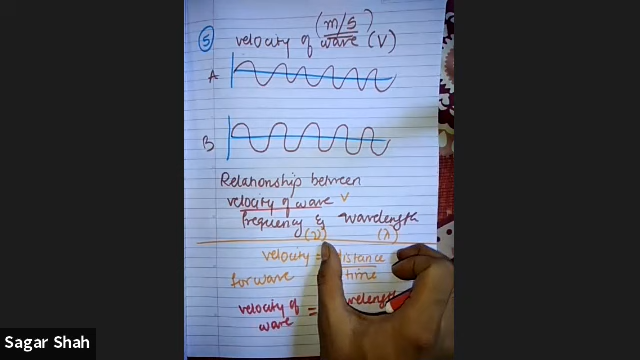 (m/s)
5 velocity of wave (V)
A
B
Relationship between
velocity of wave V
frequency & wavelength
(ν) (λ)
velocity = distance
for wave time
velocity of =
wave
Sagar Shah